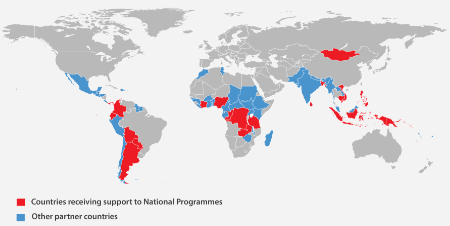 Countries receiving support to National Programmes
Other partner countries